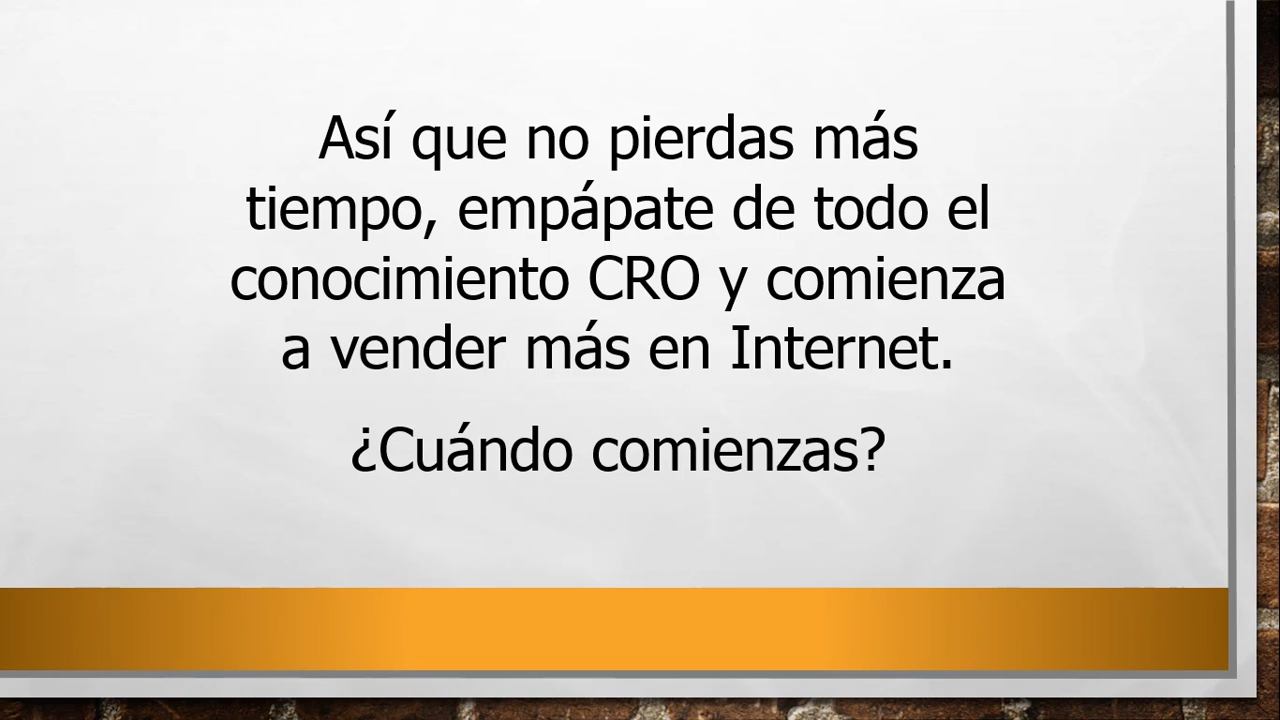 Así que no pierdas más
tiempo, empápate de todo el
conocimiento CRO y comienza
a vender más en Internet.
¿Cuándo comienzas?